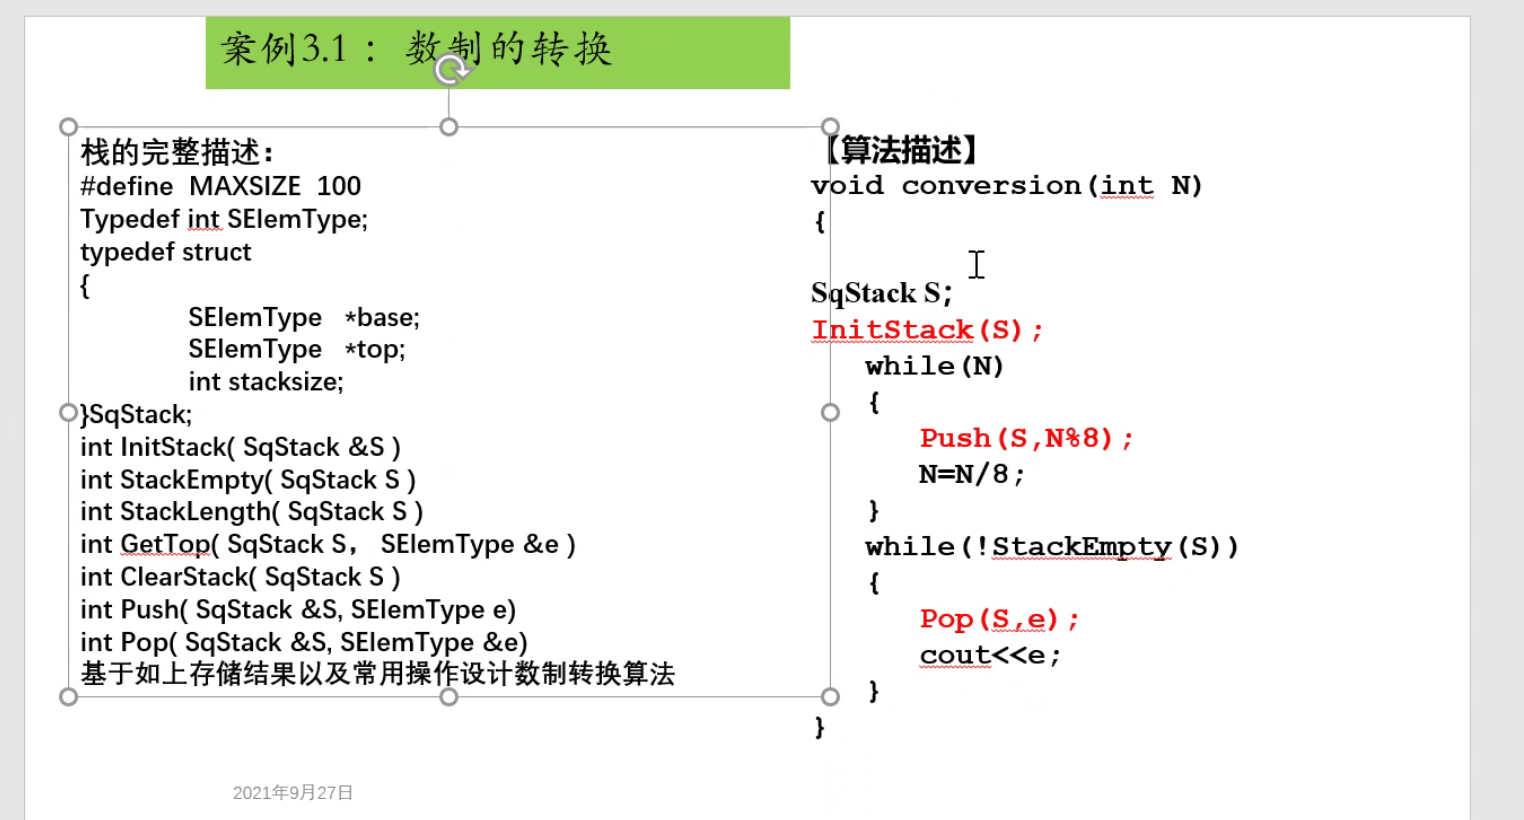 案例3.1：数制的转换
栈的完整描述：
#define  MAXSIZE  100
Typedef int SElemType;
typedef struct
{
SElemType   *base;
SElemType   *top;
int stacksize;
}SqStack;
int InitStack( SqStack &S )
int StackEmpty( SqStack S )
int StackLength( SqStack S )
int GetTop( SqStack S， SElemType &e )
int ClearStack( SqStack S )
int Push( SqStack &S, SElemType e)
int Pop( SqStack &S, SElemType &e)
基于如上存储结果以及常用操作设计数制转换算法
【算法描述】
void conversion(int N)
{
SqStack S;
InitStack(S);
while(N)
{
Push(S,N%8);
N=N/8;
}
while(!StackEmpty(S))
{
Pop(S,e);
cout<<e;
}
}
2021年9月27日